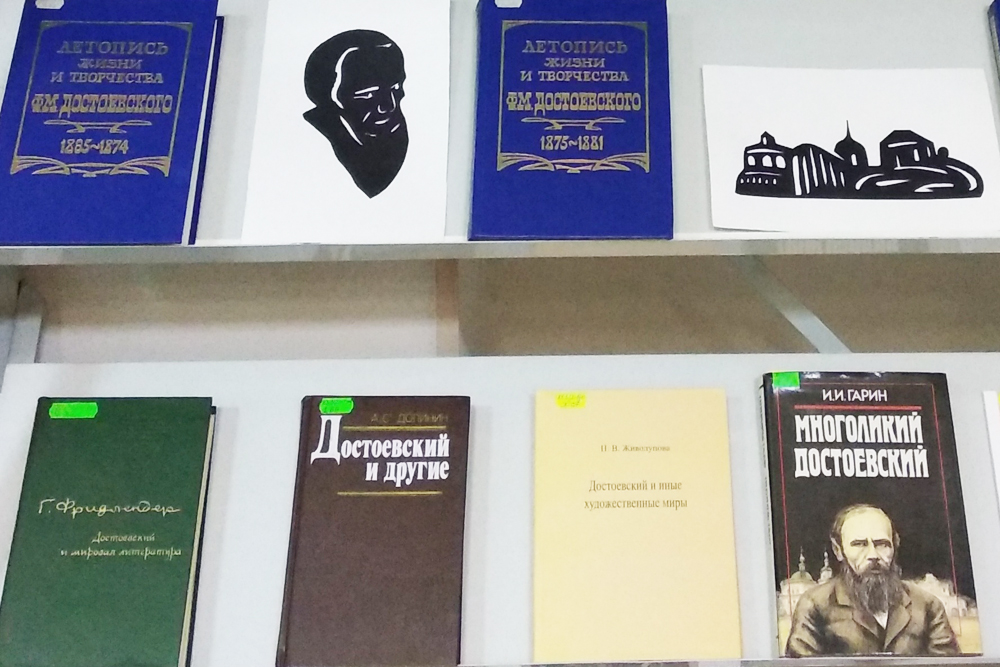 ЛЕТОПИСЬ
ЖИЗНИ
И ТВОРЧЕСТВА
Ф.М. ДОСТОЕВСКОГО
1865~1874
ЛЕТОПИСЬ
ЖИЗНИ
И ТВОРЧЕСТВА
Ф.М. ДОСТОЕВСКОГО
1875~1881
Г. Фридлендер
Достоевский
и мировая литература
А.С. ДОЛИНИН
Достоевский
и другие
Достоевский и иные
художественные миры
И.И. ГАРИН
МНОГОЛИКИЙ
ДОСТОЕВСКИЙ